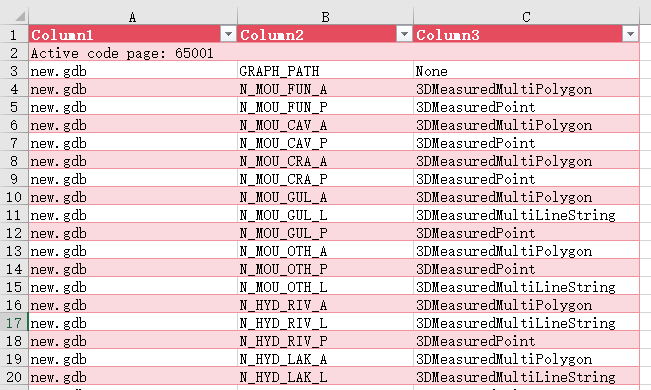 A B C
1 Column1 Column2 Column3
2 Active code page: 65001
3 new.gdb GRAPH_PATH None
4 new.gdb N_MOU_FUN_A 3DMeasuredMultiPolygon
5 new.gdb N_MOU_FUN_P 3DMeasuredPoint
6 new.gdb N_MOU_CAV_A 3DMeasuredMultiPolygon
7 new.gdb N_MOU_CAV_P 3DMeasuredPoint
8 new.gdb N_MOU_CRA_A 3DMeasuredMultiPolygon
9 new.gdb N_MOU_CRA_P 3DMeasuredPoint
10 new.gdb N_MOU_GUL_A 3DMeasuredMultiPolygon
11 new.gdb N_MOU_GUL_L 3DMeasuredMultiLineString
12 new.gdb N_MOU_GUL_P 3DMeasuredPoint
13 new.gdb N_MOU_OTH_A 3DMeasuredMultiPolygon
14 new.gdb N_MOU_OTH_P 3DMeasuredPoint
15 new.gdb N_MOU_OTH_L 3DMeasuredMultiLineString
16 new.gdb N_HYD_RIV_A 3DMeasuredMultiPolygon
17 new.gdb N_HYD_RIV_L 3DMeasuredMultiLineString
18 new.gdb N_HYD_RIV_P 3DMeasuredPoint
19 new.gdb N_HYD_LAK_A 3DMeasuredMultiPolygon
20 new.gdb N_HYD_LAK_L 3DMeasuredMultiLineString